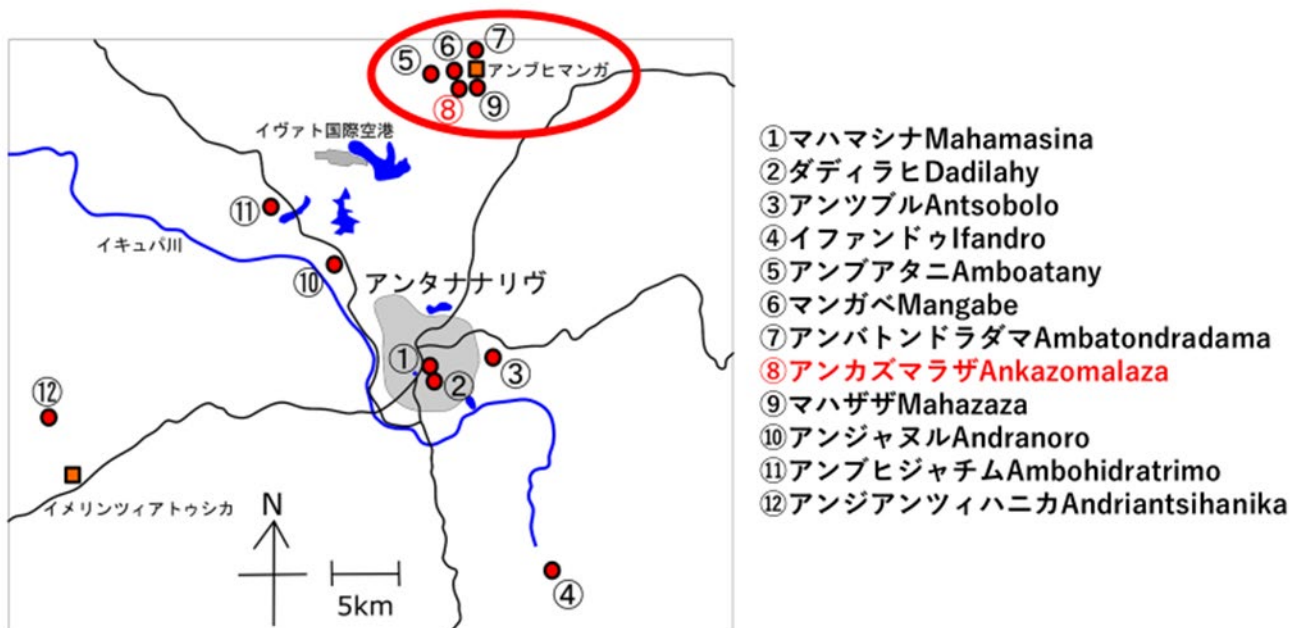 ⑦
⑥
⑤
アンブヒマンガ
⑧
⑨
イヴァト国際空港
⑪
イキュパ川
⑩
アンタナナリヴ
①
③
②
⑫
イメリンツィアトゥシカ
N
5km
④
①マハマシナMahamasina
②ダディラヒDadilahy
③アンツブルAntsobolo
④イファンドゥIfandro
⑤アンブアタニAmboatany
⑥マンガベMangabe
⑦アンバトンドラダマAmbatondradama
⑧アンカズマラザAnkazomalaza
⑨マハザザMahazaza
⑩アンジャヌルAndranoro
⑪アンブヒジャチムAmbohidratrimo
⑫アンジアンツィハニカAndriantsihanika